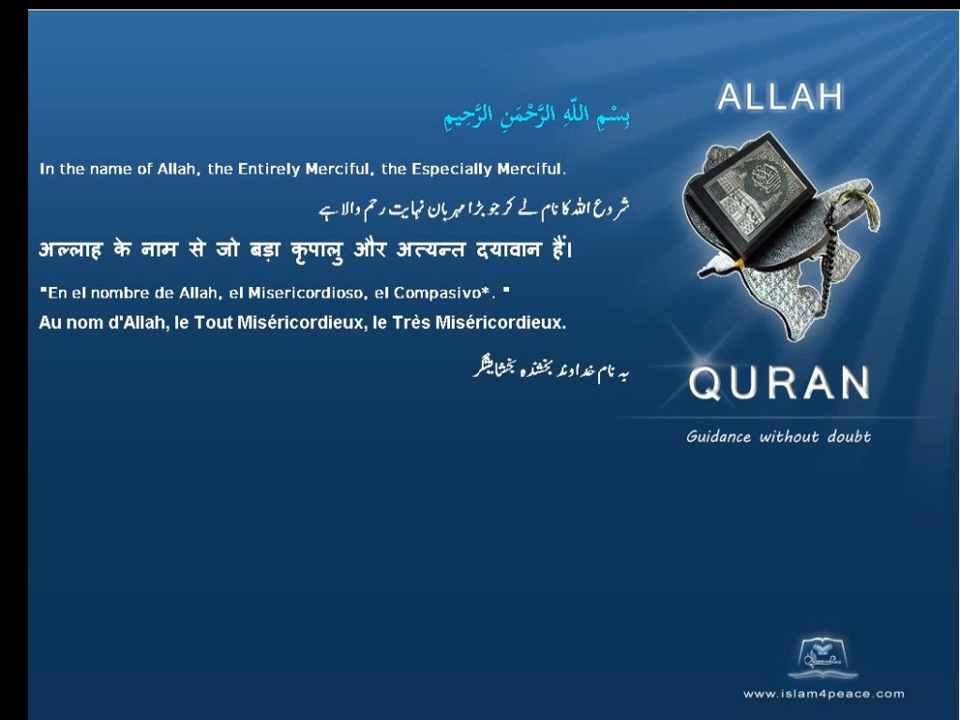 بِسْمِ اللَّهِ الرَّحْمَنِ الرَّحِيمِ
In the name of Allah, the Entirely Merciful, the Especially Merciful.
شروع الله کا نام لے کر جو بڑا مہربان نہایت رحم والا ہے
अल्लाह के नाम से जो बड़ा कृपालु और अत्यन्त दयावान हैं।
"En el nombre de Allah, el Misericordioso, el Compasivo*. "
Au nom d'Allah, le Tout Miséricordieux, le Très Miséricordieux.
به نام خداوند بخشنده بخشایشگر
ALLAH
QURAN
Guidance without doubt
www.islam4peace.com